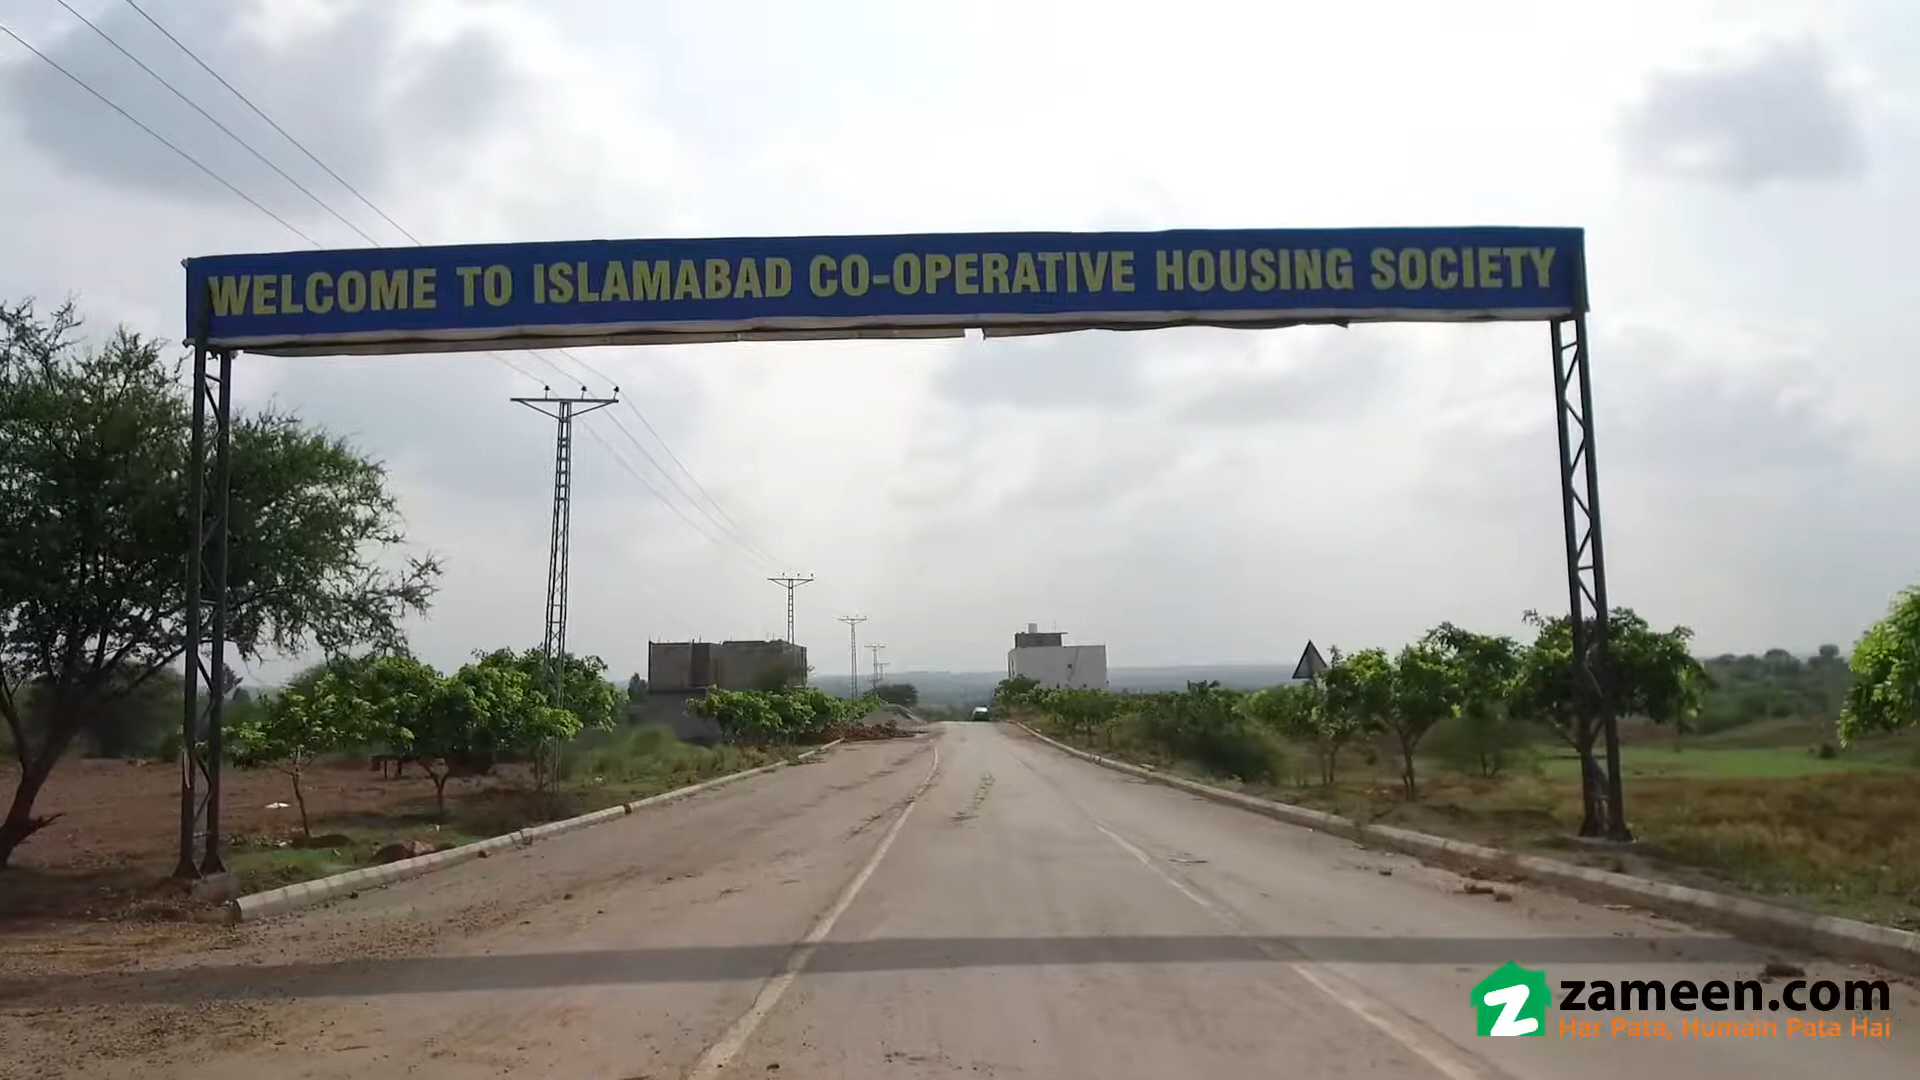 WELCOME TO ISLAMABAD CO-OPERATIVE HOUSING SOCIETY
zameen.com
Har Pata, Humain Pata Hai